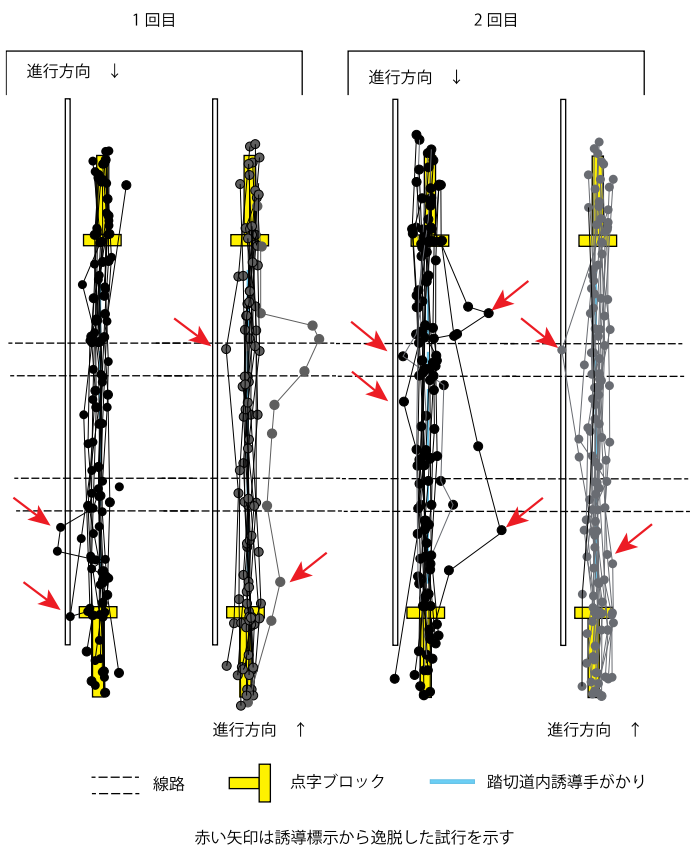 1 回目
2 回目
進行方向 ↓
進行方向 ↓
進行方向 ↑
進行方向 ↑
線路
点字ブロック
踏切道内誘導手がかり
赤い矢印は誘導標示から逸脱した試行を示す